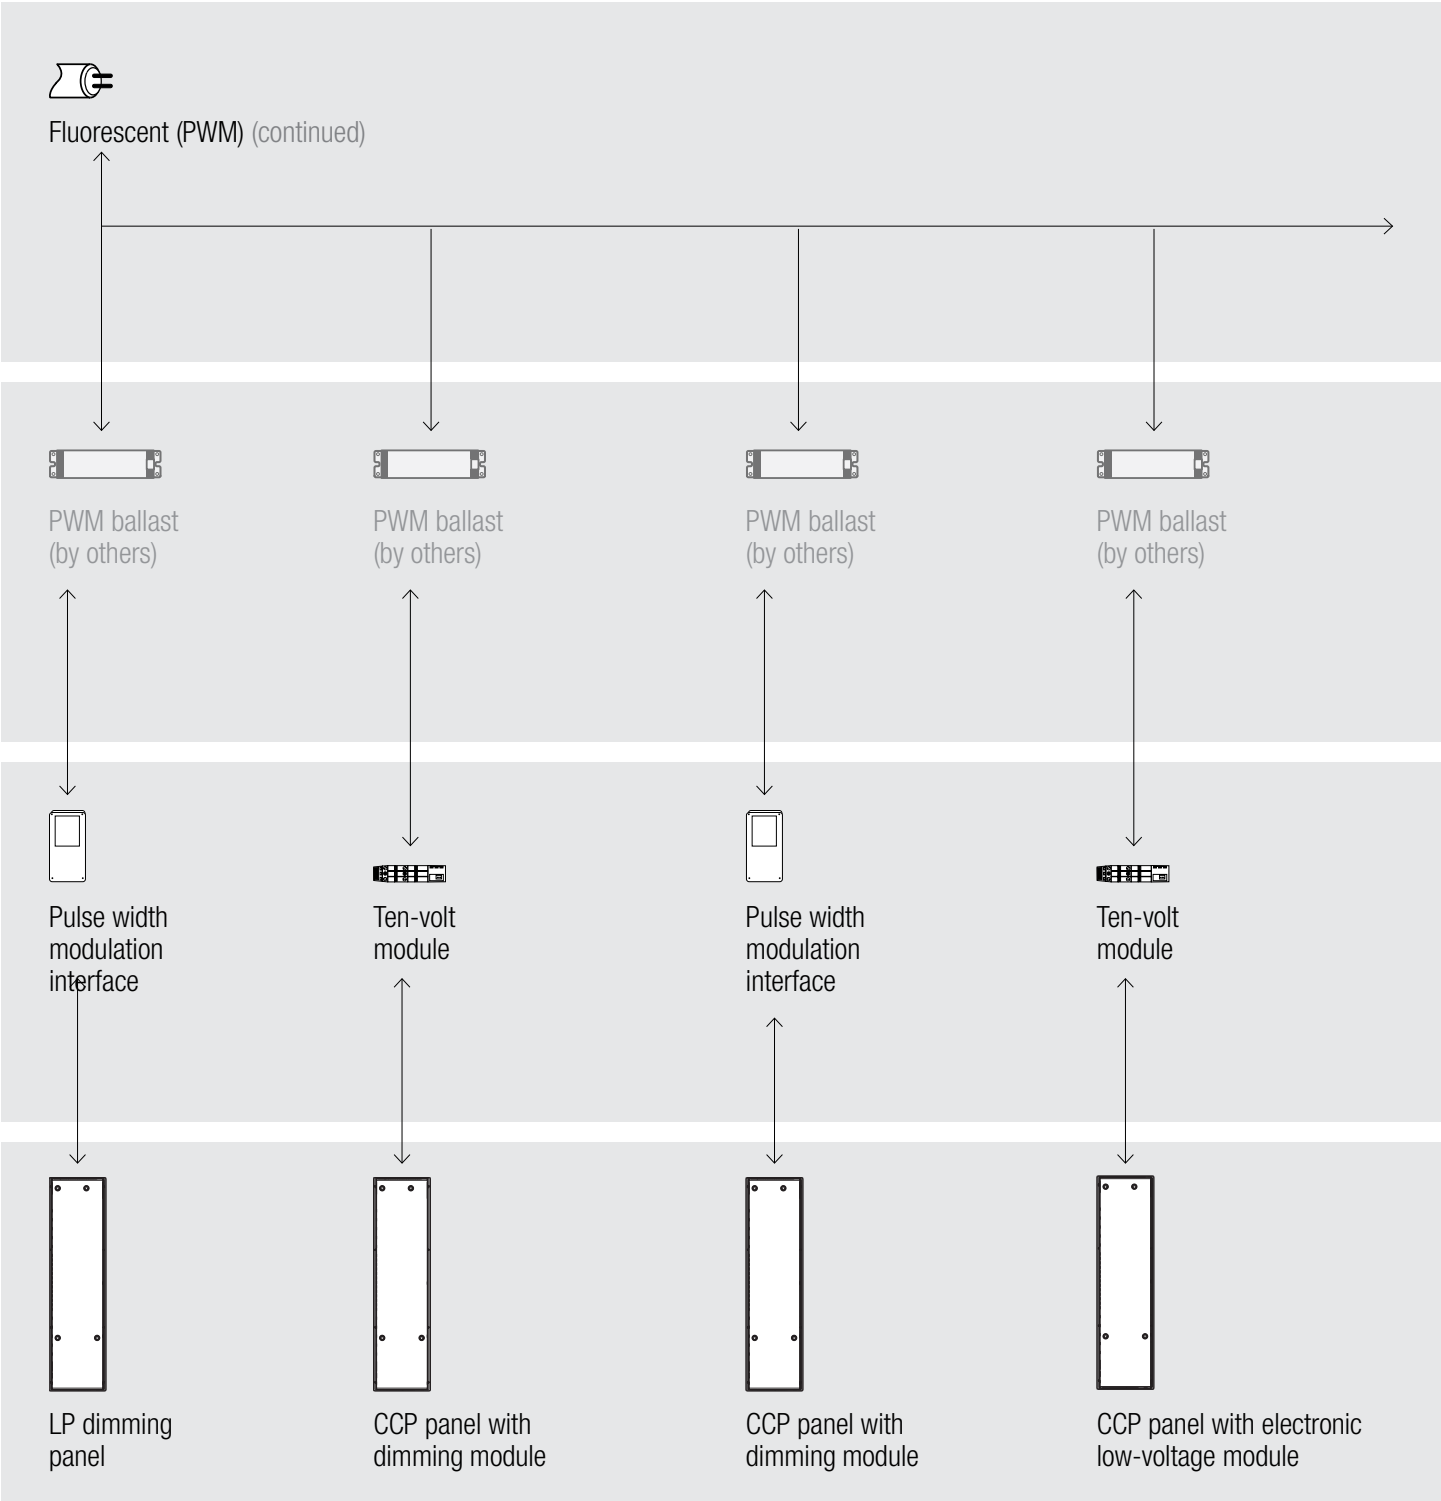 Fluorescent (PWM) (continued)
PWM ballast
(by others)
PWM ballast
(by others)
PWM ballast
(by others)
PWM ballast
(by others)
Pulse width
modulation
interface
Ten-volt
module
Pulse width
modulation
interface
Ten-volt
module
LP dimming
panel
CCP panel with
dimming module
CCP panel with
dimming module
CCP panel with electronic
low-voltage module